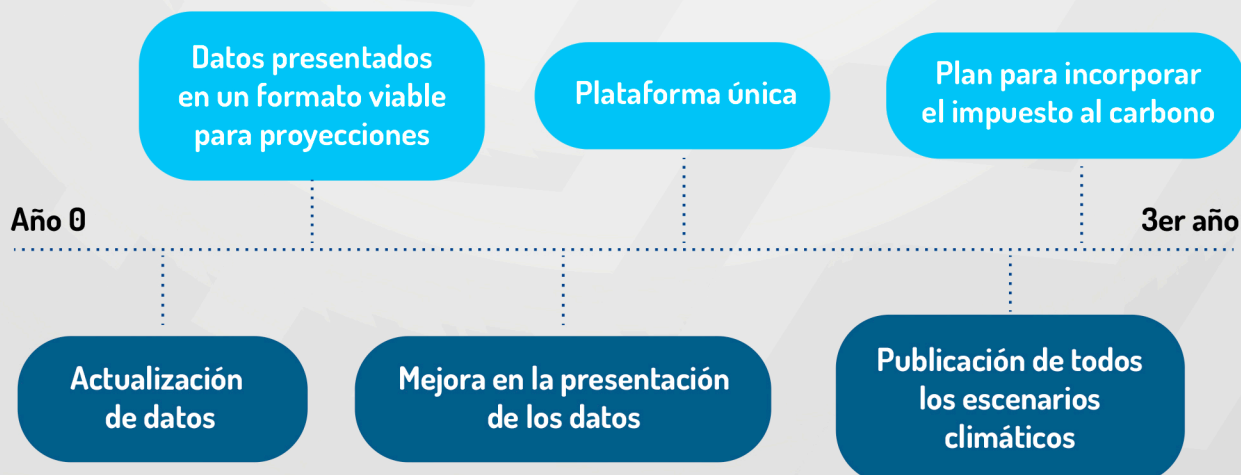 Datos presentados
en un formato viable
para proyecciones
Plataforma única
Plan para incorporar
el impuesto al carbono
Año 0
3er año
Actualización
de datos
Mejora en la presentación
de los datos
Publicación de todos
los escenarios
climáticos